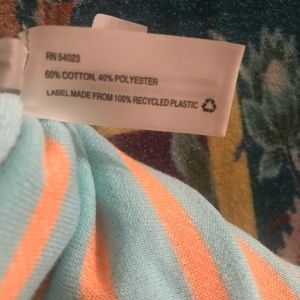 RN 54023
60% COTTON, 40% POLYESTER
LABEL MADE FROM 100% RECYCLED PLASTIC